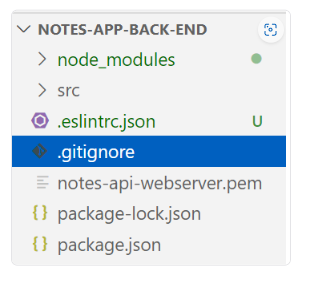 NOTES-APP-BACK-END
node_modules
src
.eslintrc.json U
.gitignore
notes-api-webserver.pem
{} package-lock.json
{} package.json